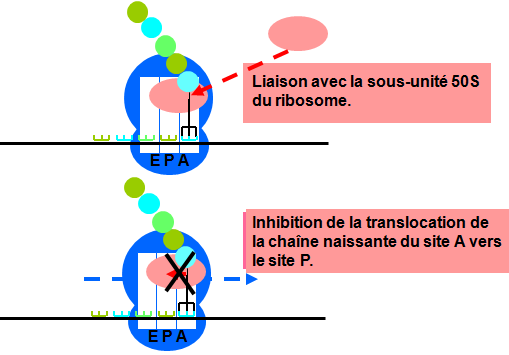 Liaison avec la sous-unité 50S
du ribosome.
E P A
Inhibition de la translocation de
la chaîne naissante du site A vers
le site P.
E P A